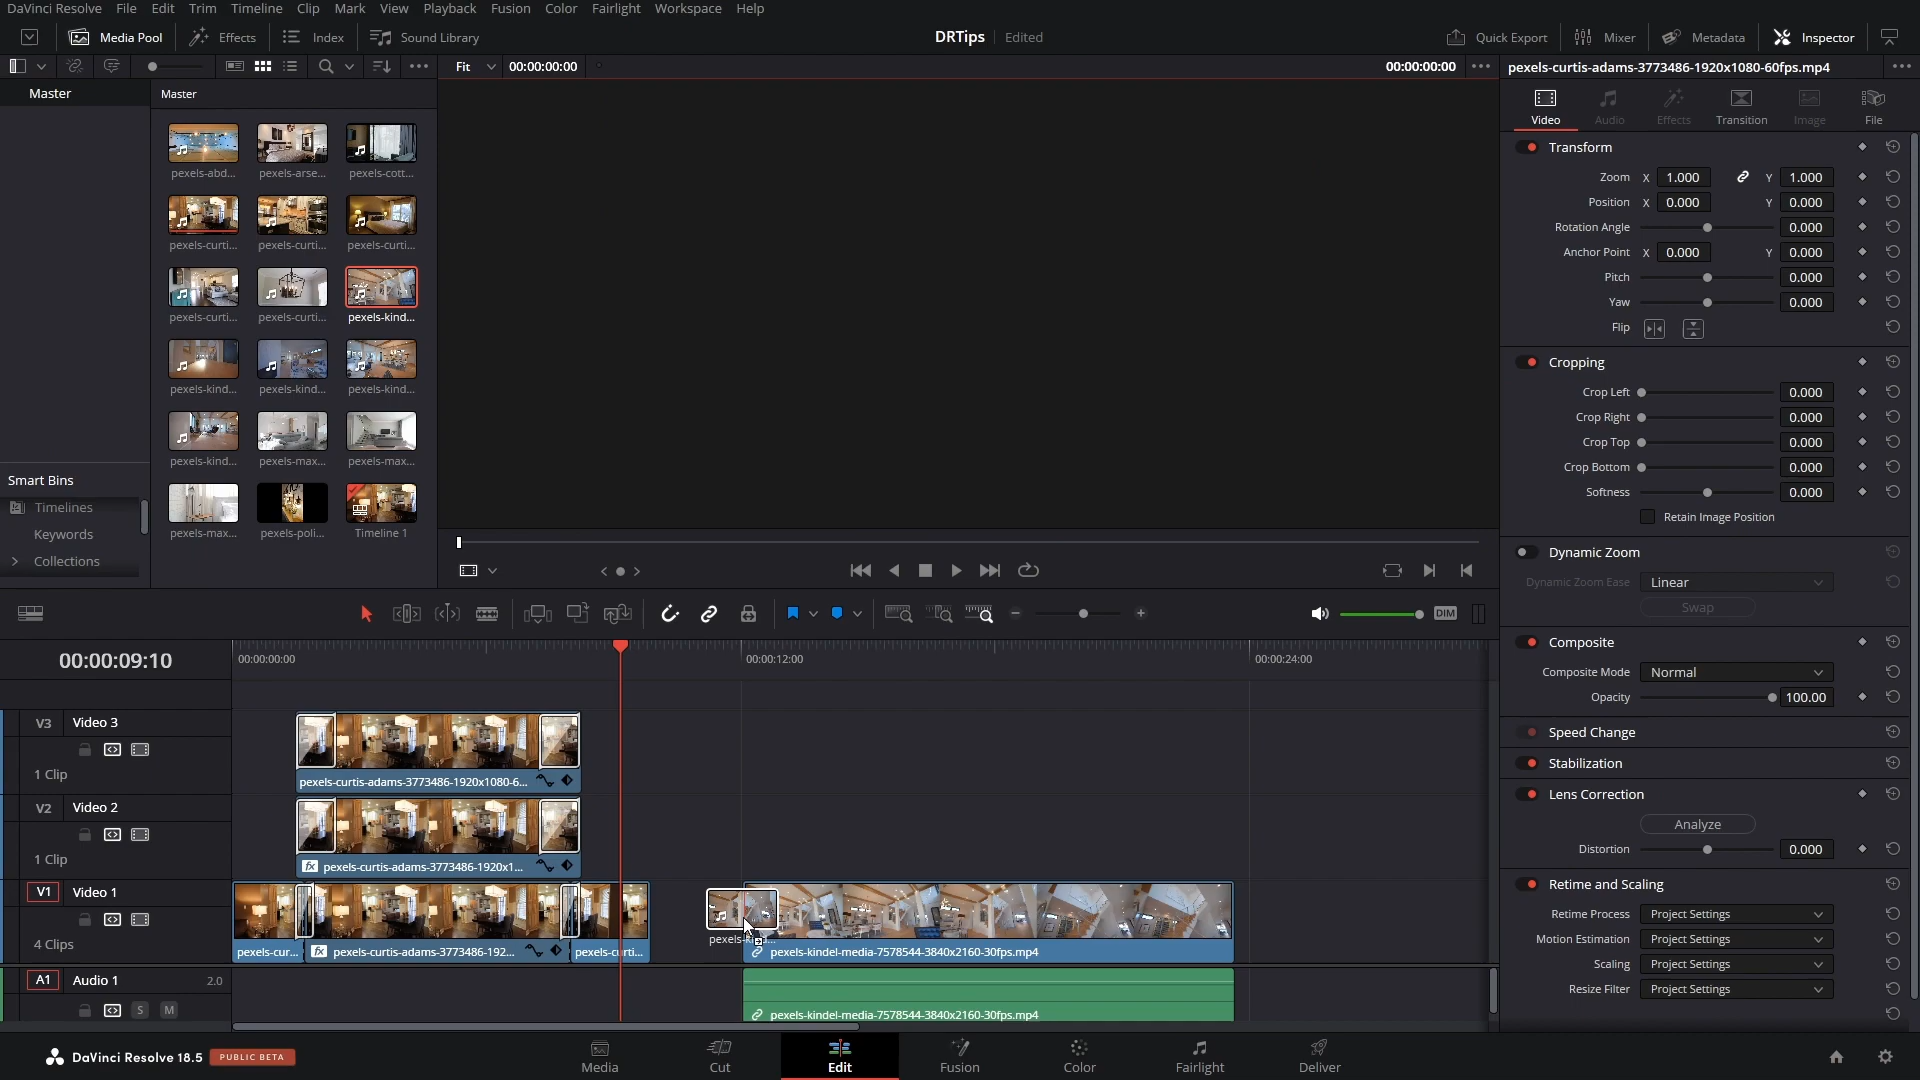 DaVinci Resolve File Edit Trim Timeline Clip Mark View Playback Fusion Color Fairlight Workspace Help
Media Pool Effects Index Sound Library DRTips Edited Quick Export Mixer Metadata Inspector
Fit 00:00:00:00 00:00:00:00 pexels-curtis-adams-3773486-1920x1080-60fps.mp4
Master Master
Video Audio Effects Transition Image File
pexels-abd... pexels-arse... pexels-cott...
pexels-curti... pexels-curti... pexels-curti...
pexels-curti... pexels-curti... pexels-kind...
pexels-kind... pexels-kind... pexels-kind...
pexels-kind... pexels-max... pexels-max...
pexels-max... pexels-poli... Timeline 1
Smart Bins
Timelines
Keywords
Collections
Transform
Zoom X 1.000 Y 1.000
Position X 0.000 Y 0.000
Rotation Angle 0.000
Anchor Point X 0.000 Y 0.000
Pitch 0.000
Yaw 0.000
Flip
Cropping
Crop Left 0.000
Crop Right 0.000
Crop Top 0.000
Crop Bottom 0.000
Softness 0.000
Retain Image Position
Dynamic Zoom
Dynamic Zoom Ease Linear
Swap
Composite
Composite Mode Normal
Opacity 100.00
Speed Change
Stabilization
Lens Correction
Analyze
Distortion 0.000
Retime and Scaling
Retime Process Project Settings
Motion Estimation Project Settings
Scaling Project Settings
Resize Filter Project Settings
DIM
00:00:09:10 00:00:00:00 00:00:12:00 00:00:24:00
V3 Video 3
1 Clip
pexels-curtis-adams-3773486-1920x1080-6...
V2 Video 2
1 Clip
fx pexels-curtis-adams-3773486-1920x1...
V1 Video 1
4 Clips
pexels-cur... fx pexels-curtis-adams-3773486-192... pexels-curti... pexels-kindel-media-7578544-3840x2160-30fps.mp4
A1 Audio 1 2.0
S M
pexels-kindel-media-7578544-3840x2160-30fps.mp4
DaVinci Resolve 18.5 PUBLIC BETA
Media Cut Edit Fusion Color Fairlight Deliver